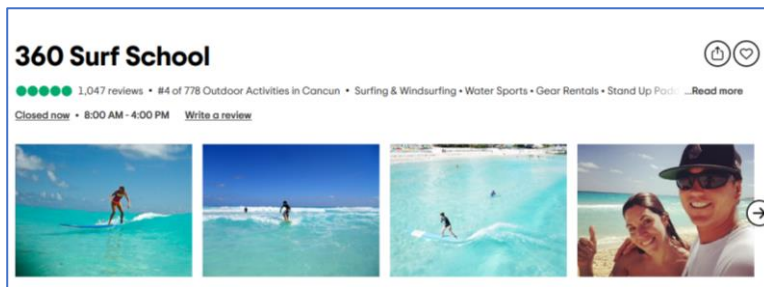 360 Surf School
1,047 reviews • #4 of 778 Outdoor Activities in Cancun • Surfing & Windsurfing • Water Sports • Gear Rentals • Stand Up ...Read more
Closed now • 8:00 AM - 4:00 PM Write a review